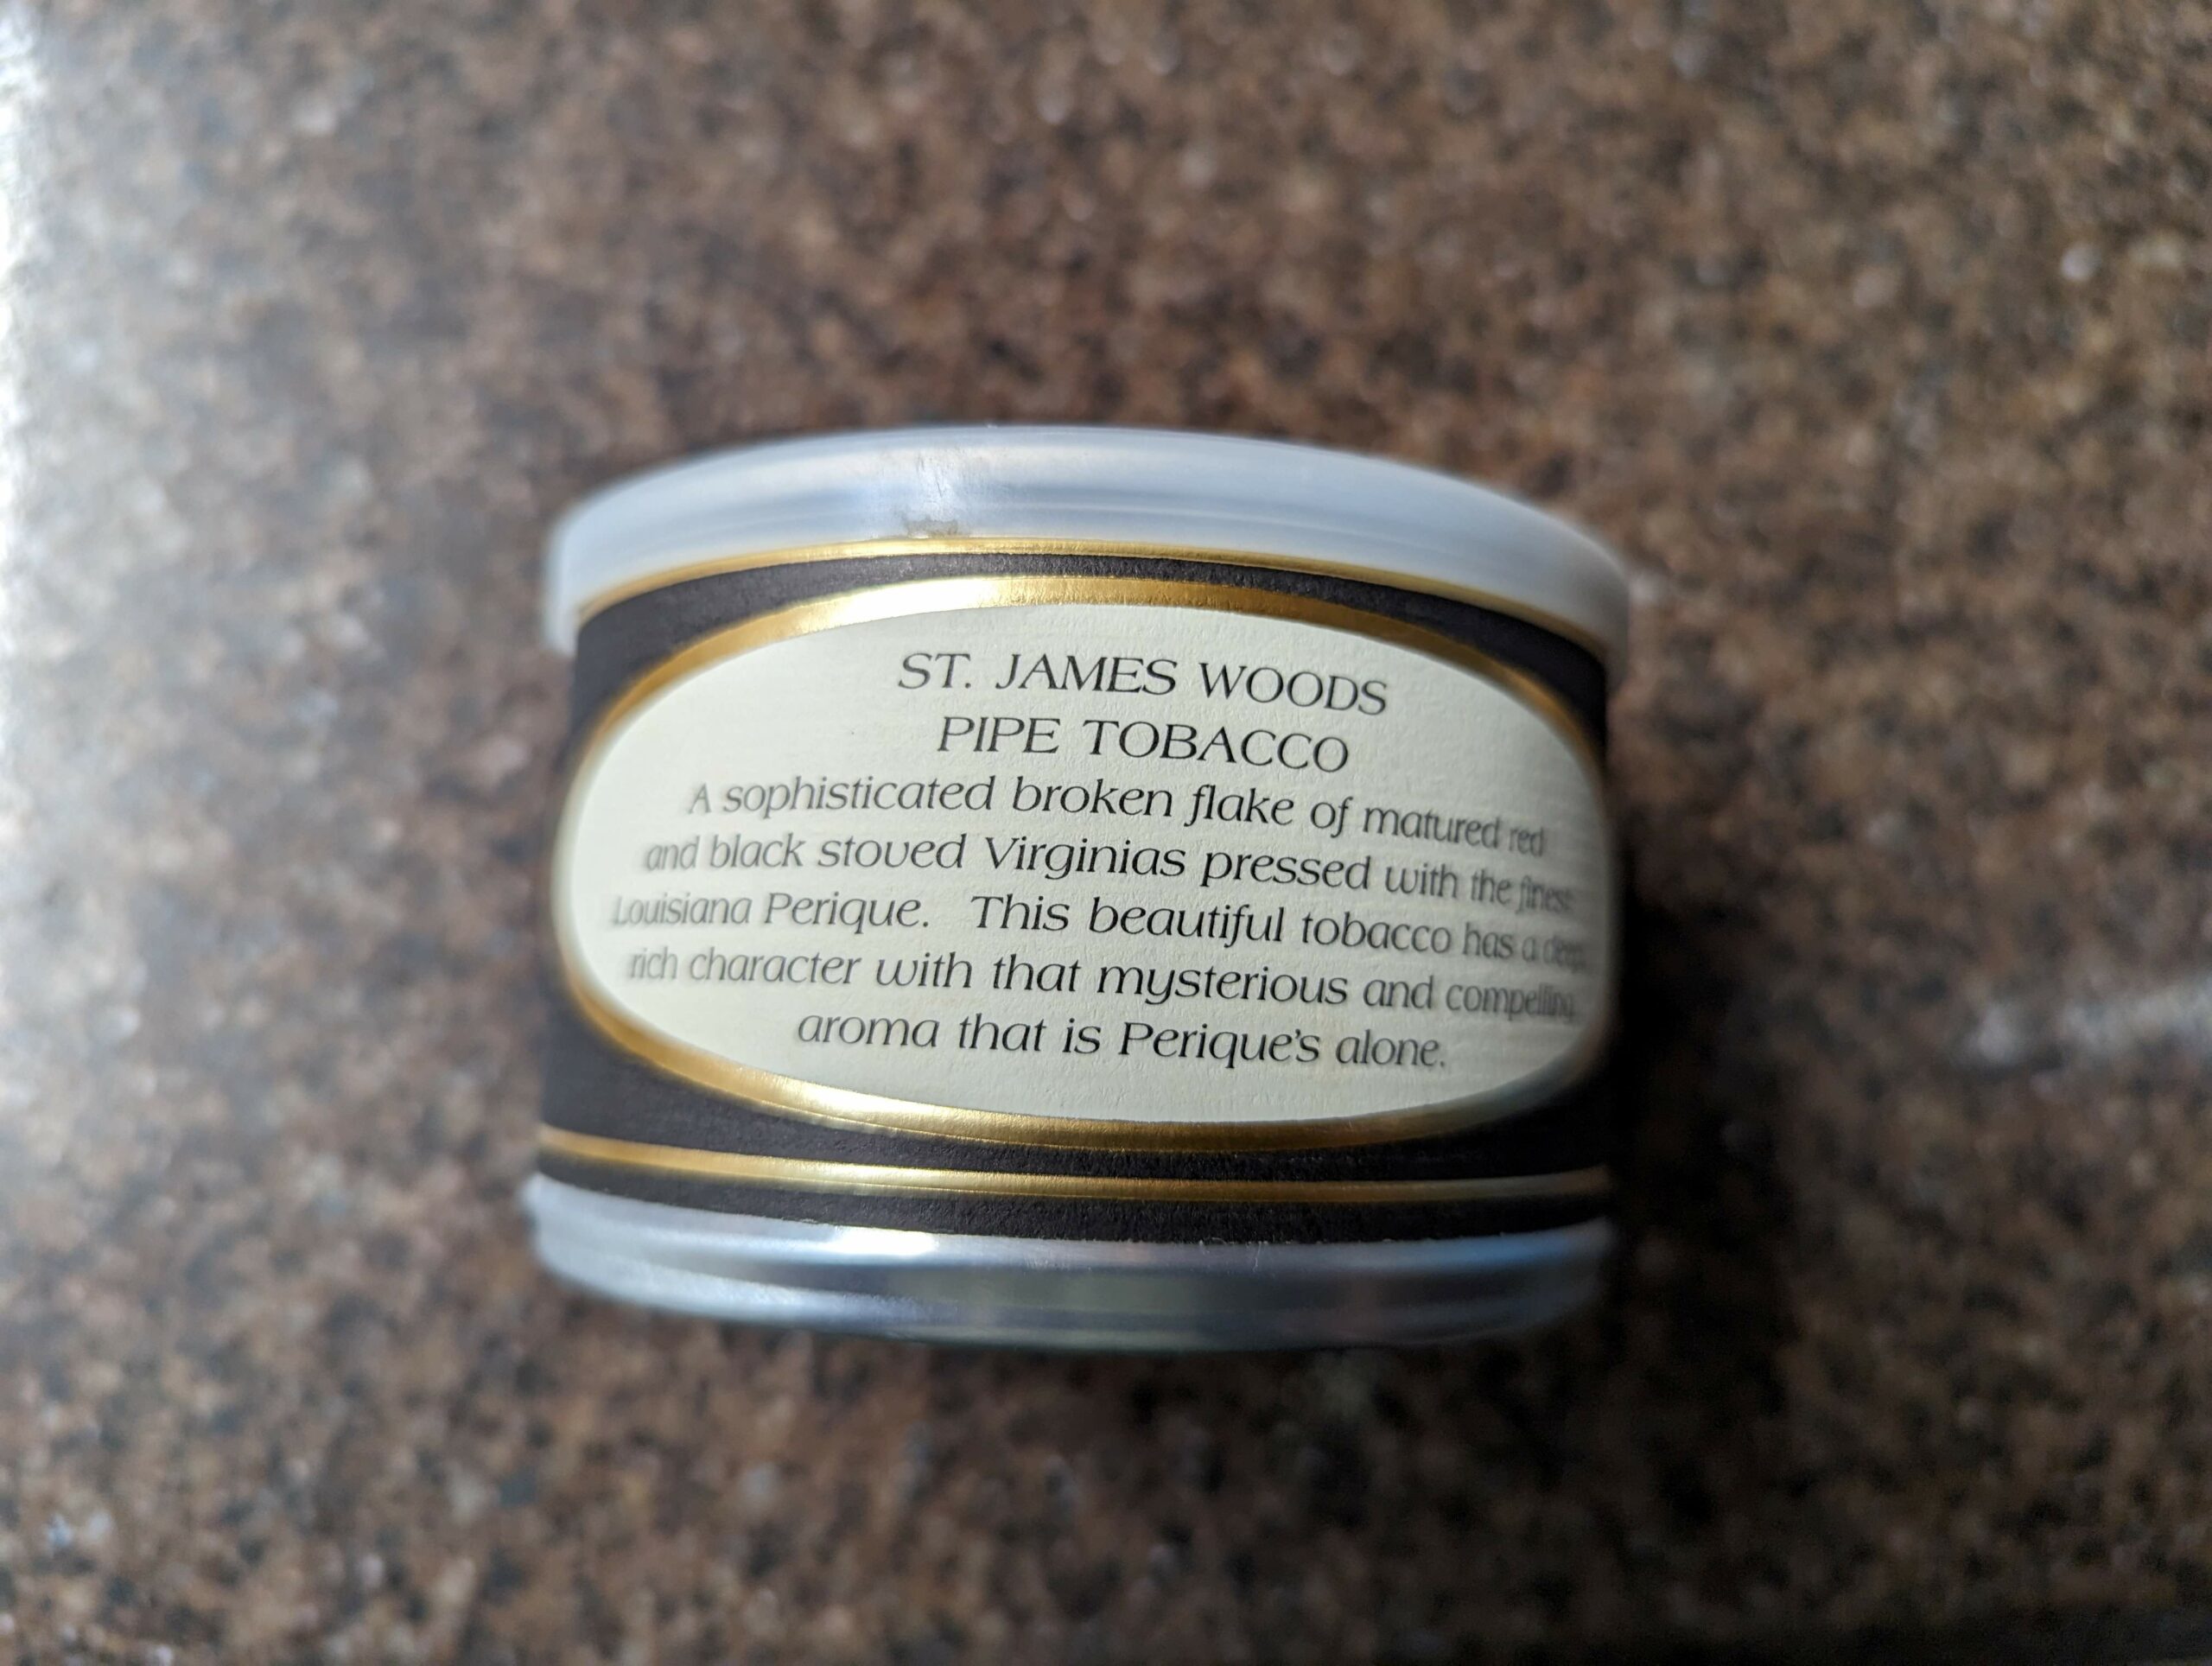 ST. JAMES WOODS
PIPE TOBACCO
A sophisticated broken flake of matured red
and black stoved Virginias pressed with the finest
Louisiana Perique. This beautiful tobacco has a deep,
rich character with that mysterious and compelling
aroma that is Perique's alone.